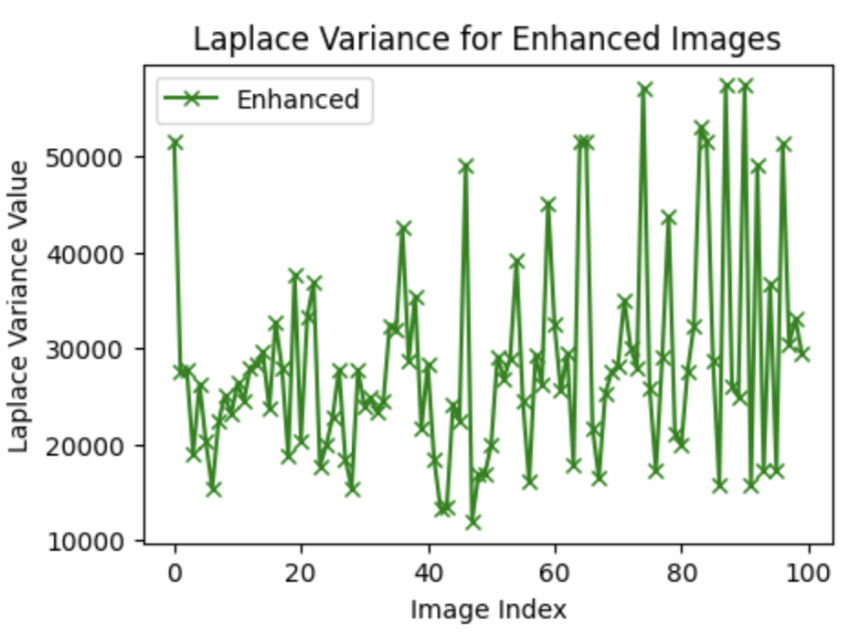 Laplace Variance for Enhanced Images
Enhanced
Laplace Variance Value
50000
40000
30000
20000
10000
0 20 40 60 80 100
Image Index